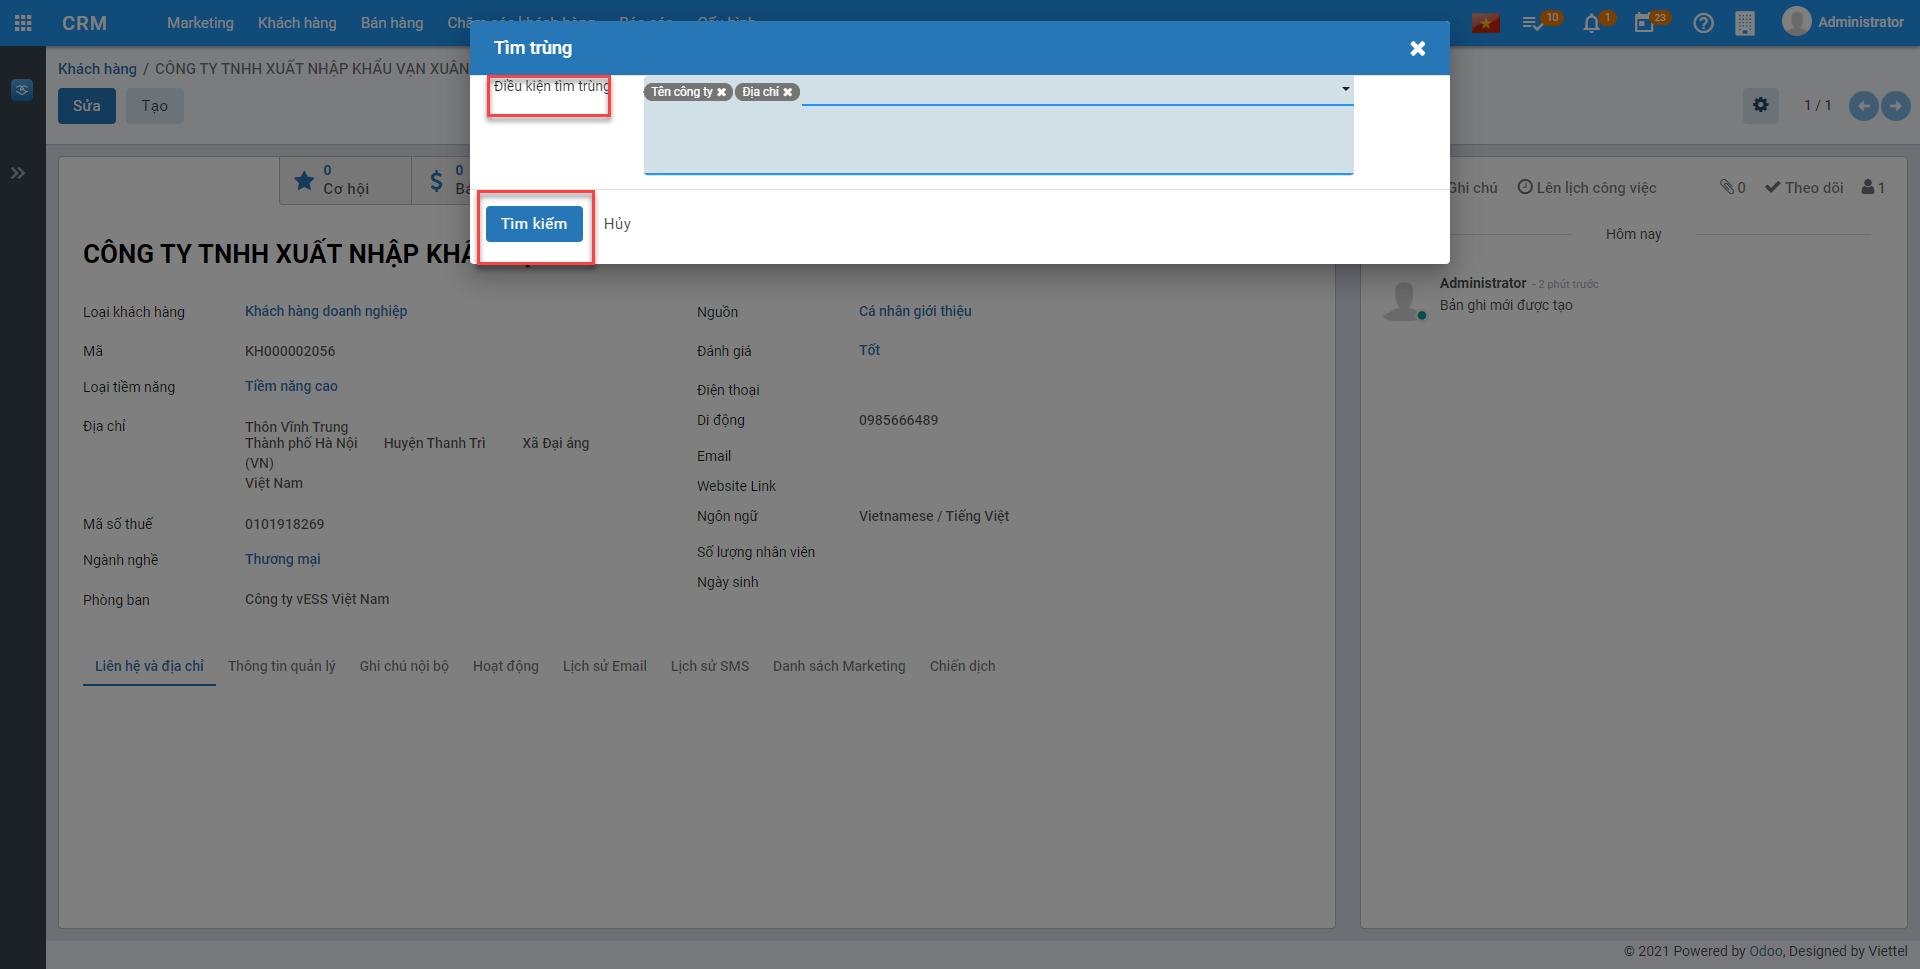 CRM
Marketing
Khách hàng
Bán hàng
10
1
23
Administrator
Tìm trùng
Khách hàng / CÔNG TY TNHH XUẤT NHẬP KHẨU VẠN XUÂN
Sửa
Tạo
1 / 1
Điều kiện tìm trùng
Tên công ty
Địa chỉ
Tìm kiếm
Hủy
0
Cơ hội
0
Ghi chú
Lên lịch công việc
0
Theo dõi
1
Hôm nay
CÔNG TY TNHH XUẤT NHẬP
Loại khách hàng
Khách hàng doanh nghiệp
Mã
KH000002056
Loại tiềm năng
Tiềm năng cao
Địa chỉ
Thôn Vĩnh Trung
Thành phố Hà Nội Huyện Thanh Trì Xã Đại áng
(VN)
Việt Nam
Mã số thuế
0101918269
Ngành nghề
Thương mại
Phòng ban
Công ty vESS Việt Nam
Nguồn
Cá nhân giới thiệu
Đánh giá
Tốt
Điện thoại
Di động
0985666489
Email
Website Link
Ngôn ngữ
Vietnamese / Tiếng Việt
Số lượng nhân viên
Ngày sinh
Administrator - 2 phút trước
Bản ghi mới được tạo
Liên hệ và địa chỉ
Thông tin quản lý
Ghi chú nội bộ
Hoạt động
Lịch sử Email
Lịch sử SMS
Danh sách Marketing
Chiến dịch
© 2021 Powered by Odoo, Designed by Viettel